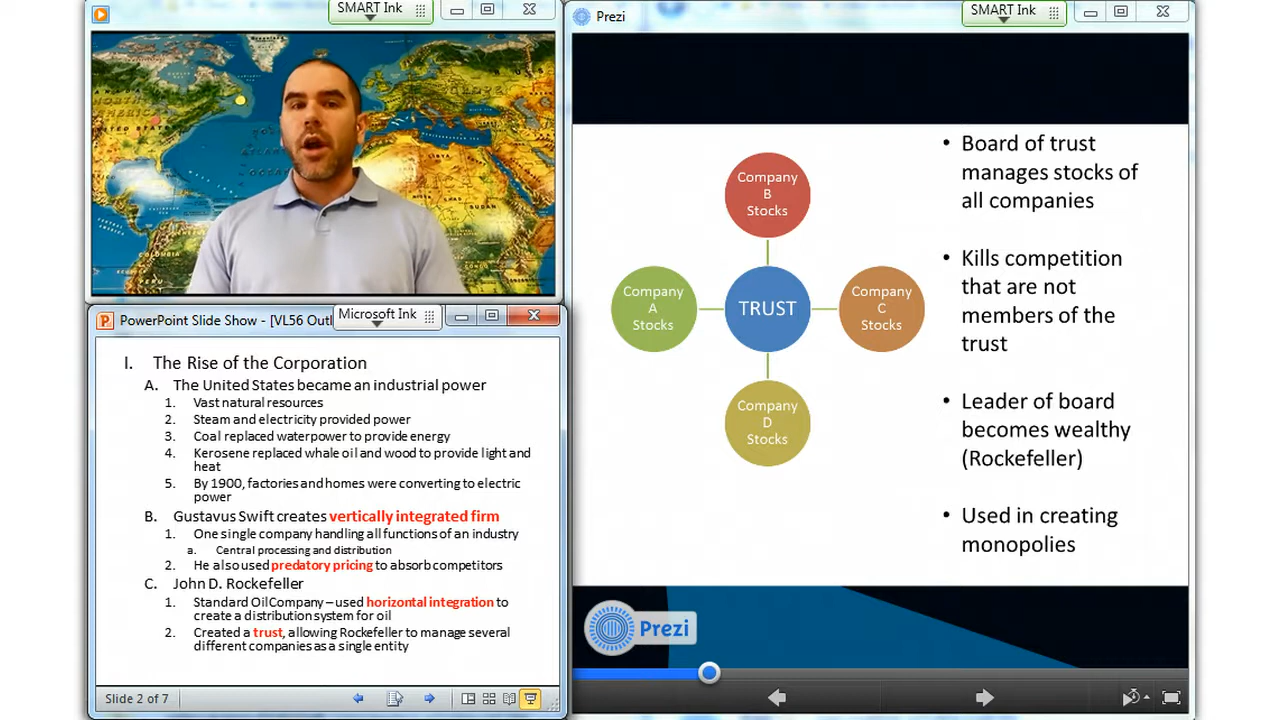 SMART Ink
SMART Ink
Prezi
PowerPoint Slide Show - [VL56 Outl
Microsoft Ink
I. The Rise of the Corporation
A. The United States became an industrial power
1. Vast natural resources
2. Steam and electricity provided power
3. Coal replaced waterpower to provide energy
4. Kerosene replaced whale oil and wood to provide light and
heat
5. By 1900, factories and homes were converting to electric
power
B. Gustavus Swift creates vertically integrated firm
1. One single company handling all functions of an industry
a. Central processing and distribution
2. He also used predatory pricing to absorb competitors
C. John D. Rockefeller
1. Standard Oil Company – used horizontal integration to
create a distribution system for oil
2. Created a trust, allowing Rockefeller to manage several
different companies as a single entity
Slide 2 of 7
Company
B
Stocks
Company
A
Stocks
TRUST
Company
C
Stocks
Company
D
Stocks
• Board of trust
manages stocks of
all companies
• Kills competition
that are not
members of the
trust
• Leader of board
becomes wealthy
(Rockefeller)
• Used in creating
monopolies
Prezi